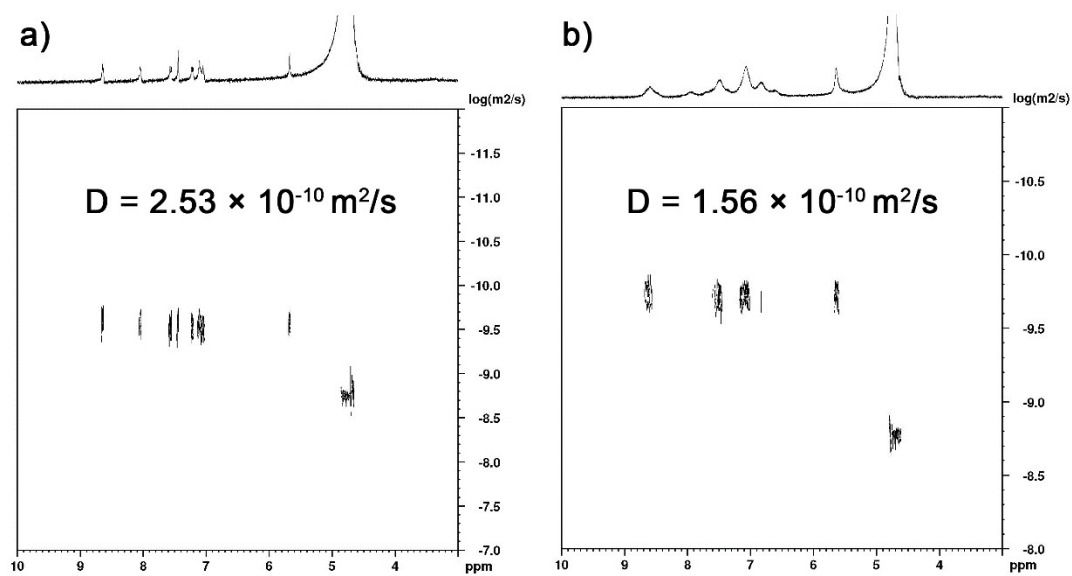 a)
log(m2/s)
D = 2.53 × 10⁻¹⁰ m²/s
-11.5
-11.0
-10.5
-10.0
-9.5
-9.0
-8.5
-8.0
-7.5
-7.0
10 9 8 7 6 5 4 ppm
b)
log(m2/s)
D = 1.56 × 10⁻¹⁰ m²/s
-10.5
-10.0
-9.5
-9.0
-8.5
-8.0
10 9 8 7 6 5 4 ppm